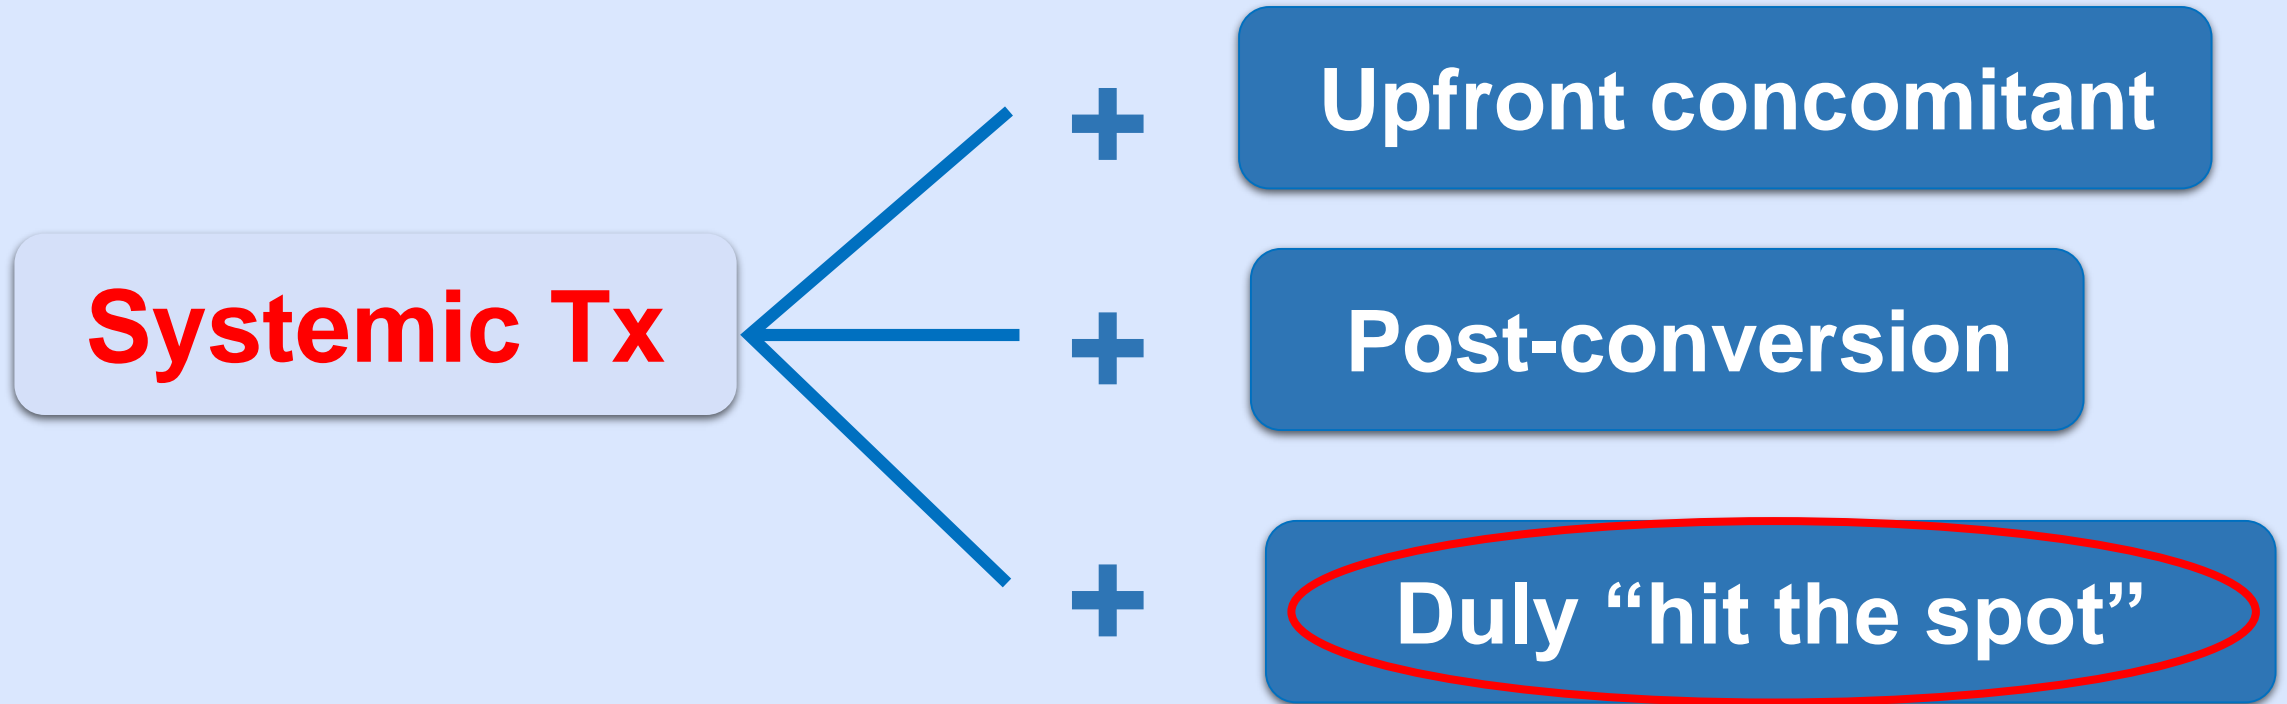 Upfront concomitant
Systemic Tx
Post-conversion
Duly “hit the spot”